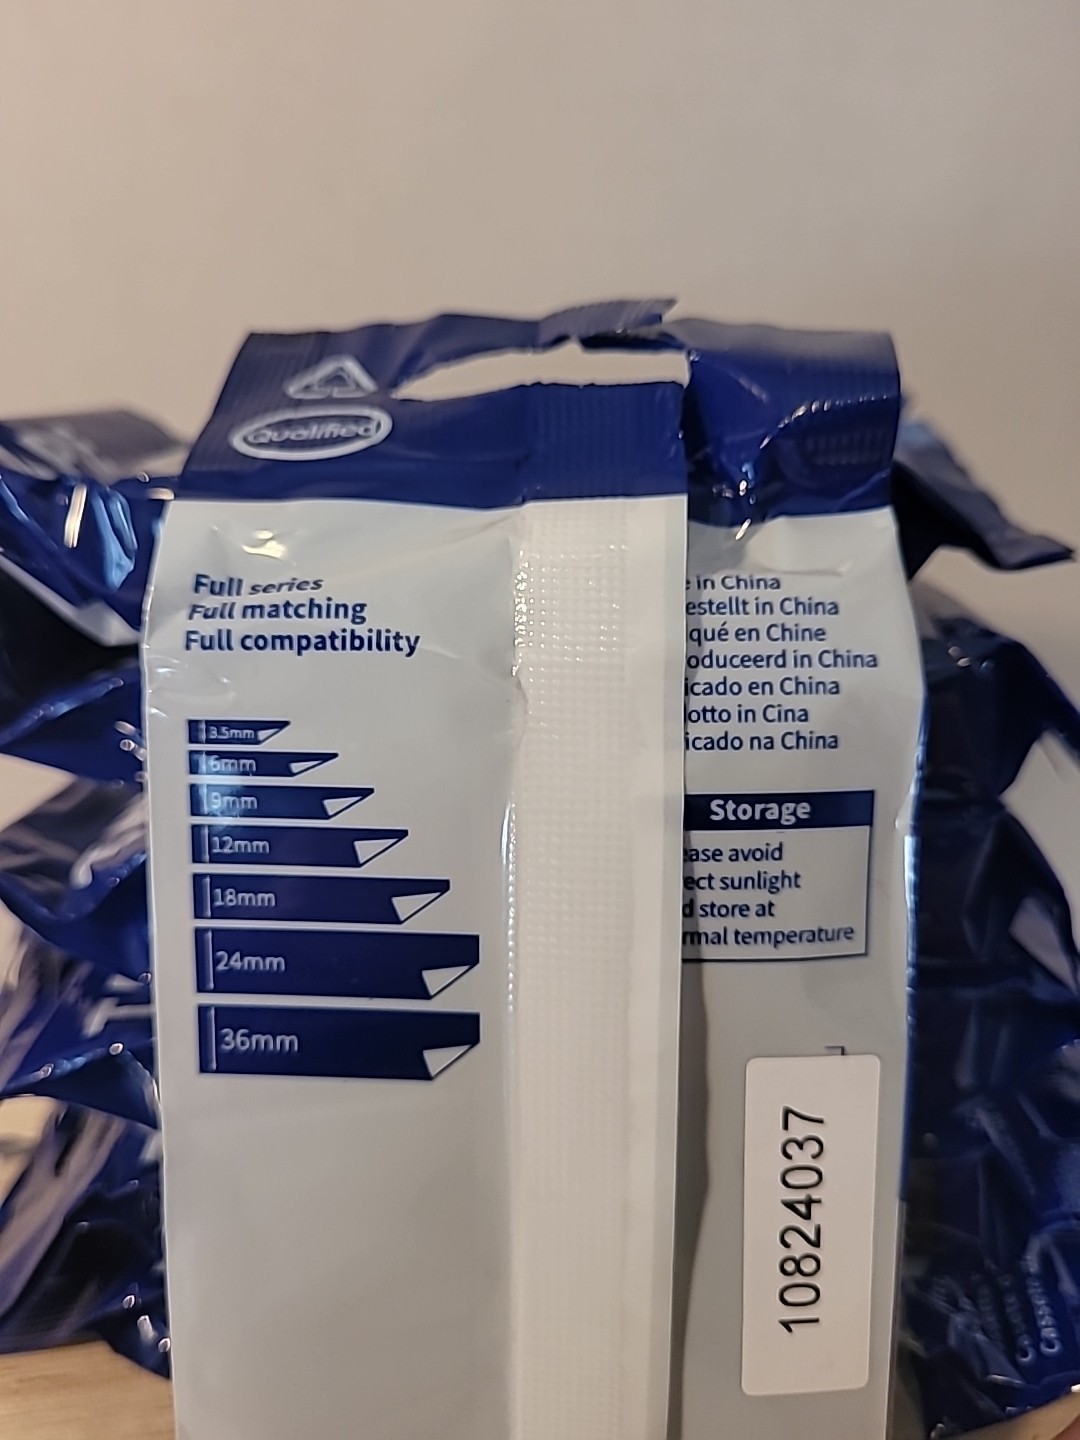 Qualified
Full series
Full matching
Full compatibility
3.5mm
6mm
9mm
12mm
18mm
24mm
36mm
in China
estellt in China
qué en Chine
oduceerd in China
icado en China
otto in Cina
icado na China
Storage
ease avoid
ect sunlight
d store at
rmal temperature
10824037